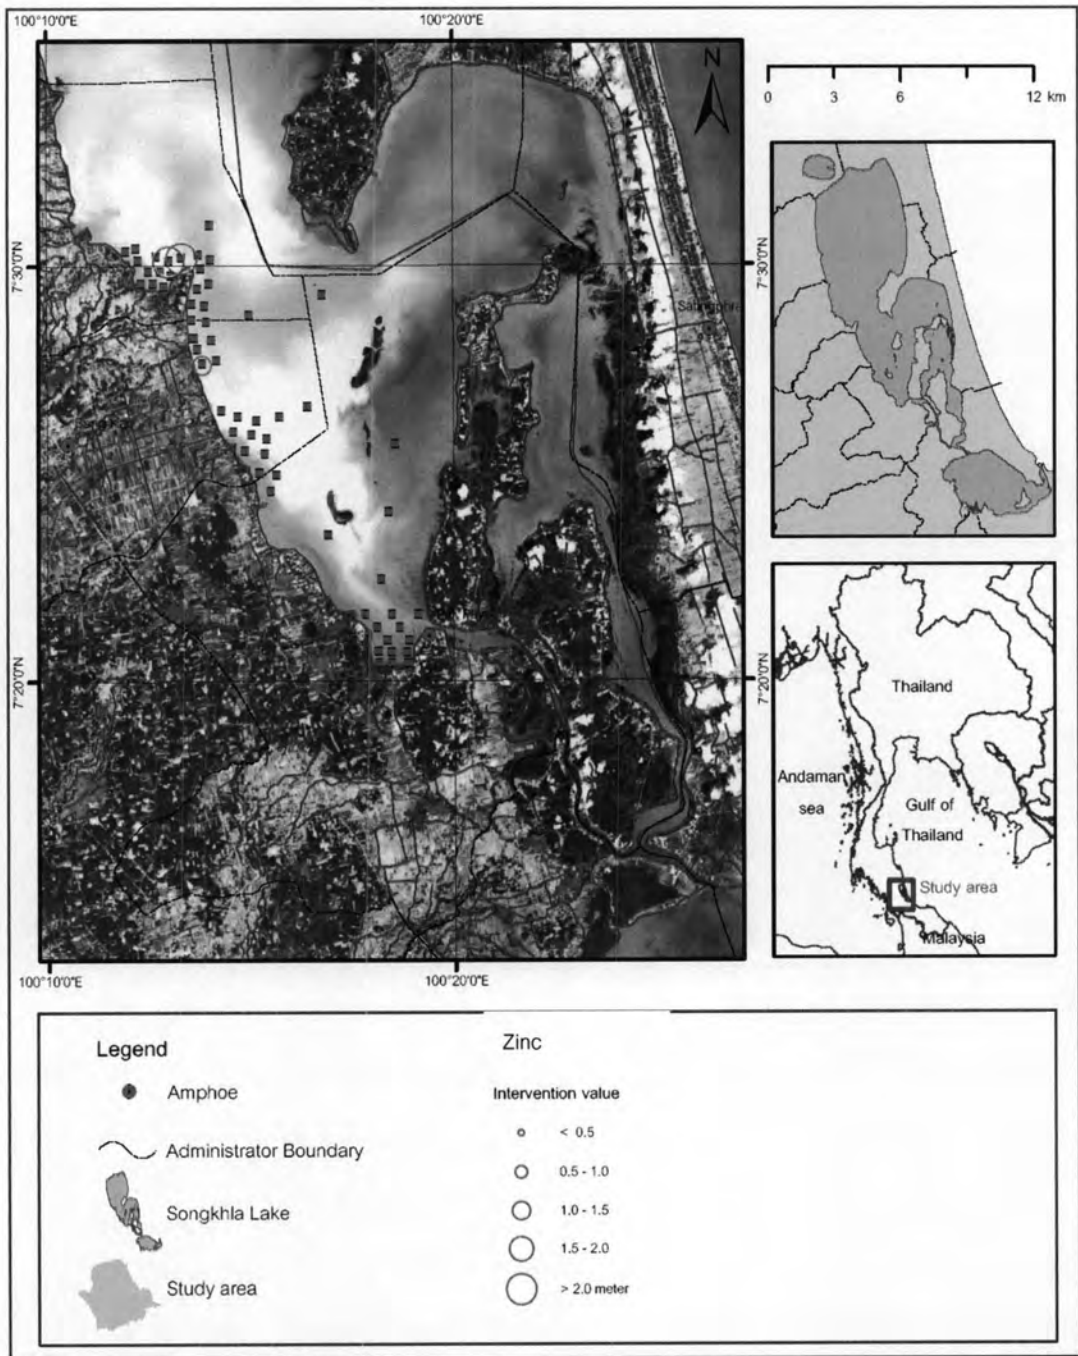 100°10'0"E
100°20'0"E
N
0 3 6 12 km
7°30'0"N
7°30'0"N
7°20'0"N
7°20'0"N
100°10'0"E
100°20'0"E
Thailand
Andaman
sea
Gulf of
Thailand
Study area
Malaysia
Legend
Amphoe
Administrator Boundary
Songkhla Lake
Study area
Zinc
Intervention value
< 0.5
0.5 - 1.0
1.0 - 1.5
1.5 - 2.0
> 2.0 meter